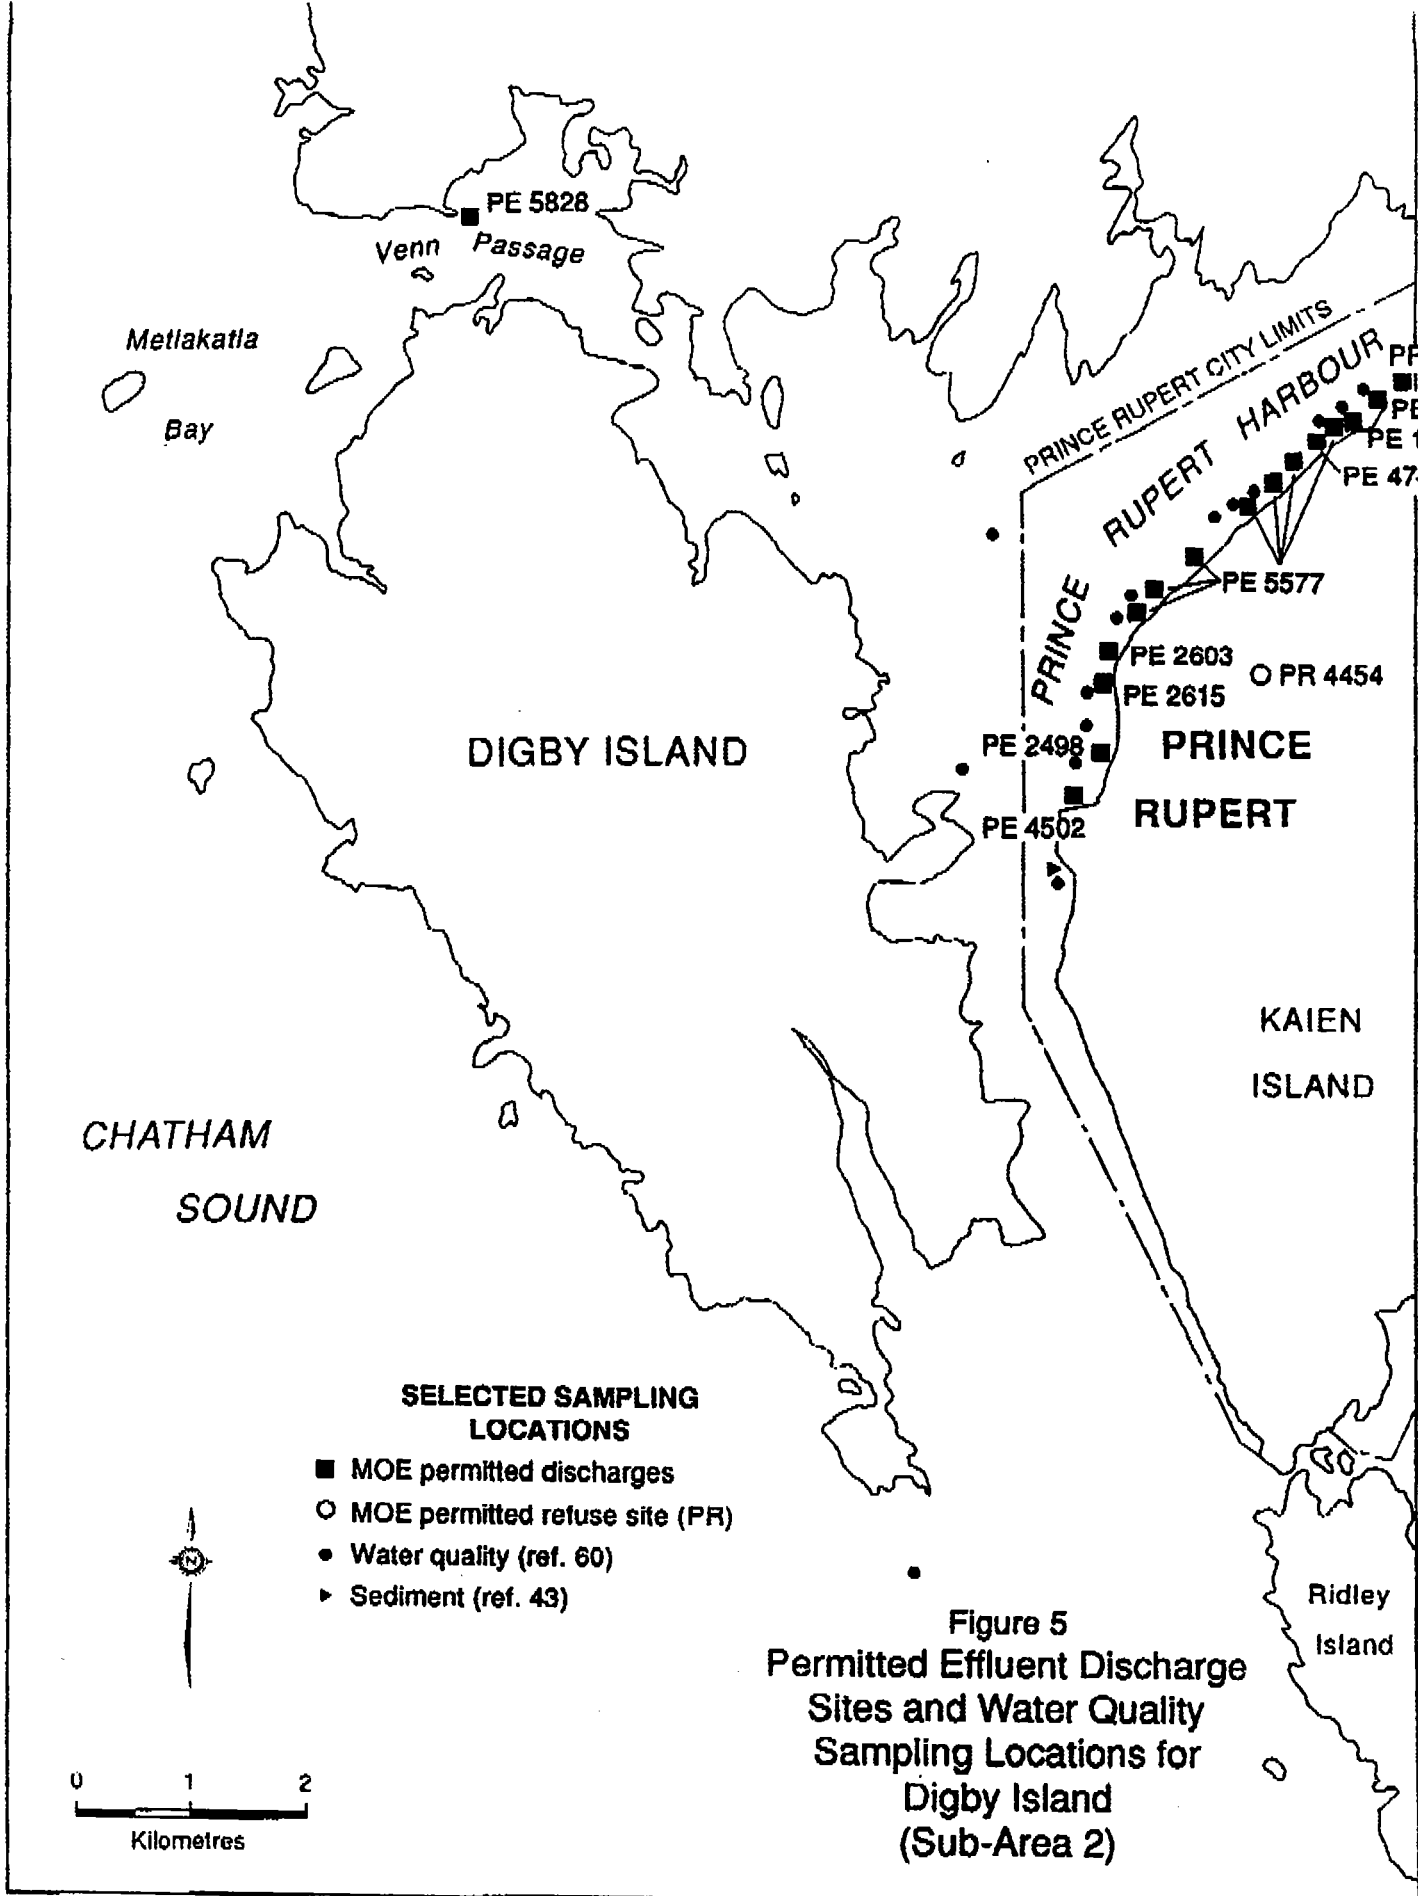 PE 5828
Venn Passage
Metlakatla
Bay
PRINCE RUPERT CITY LIMITS
PRINCE RUPERT HARBOUR
PE 5577
PE 2603
PR 4454
PE 2615
DIGBY ISLAND
PE 2498
PRINCE
RUPERT
PE 4502
KAIEN
ISLAND
CHATHAM
SOUND
SELECTED SAMPLING
LOCATIONS
MOE permitted discharges
MOE permitted refuse site (PR)
Water quality (ref. 60)
Sediment (ref. 43)
N
Ridley
Island
Figure 5
Permitted Effluent Discharge
Sites and Water Quality
Sampling Locations for
Digby Island
(Sub-Area 2)
0 1 2
Kilometres